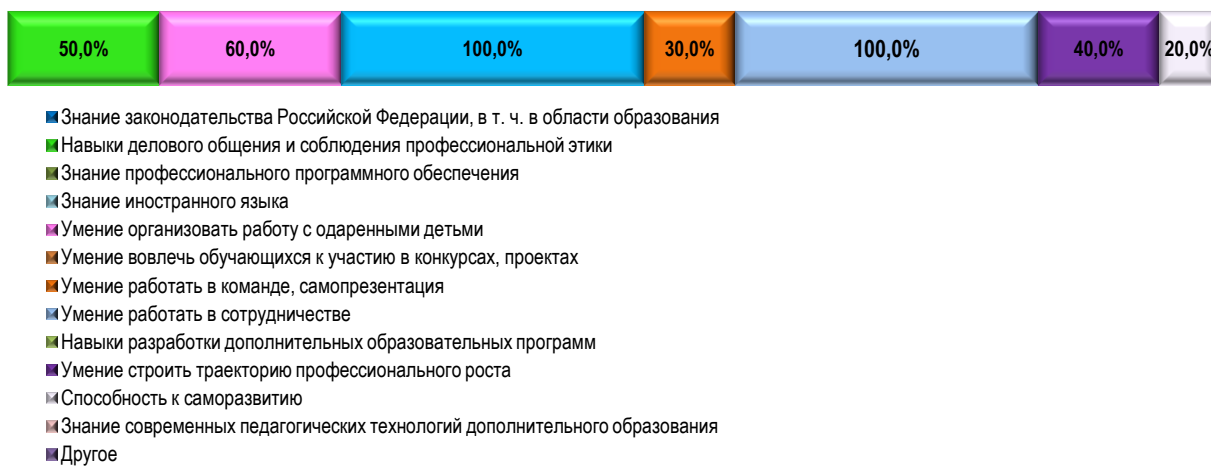 50,0% 60,0% 100,0% 30,0% 100,0% 40,0% 20,0%
Знание законодательства Российской Федерации, в т. ч. в области образования
Навыки делового общения и соблюдения профессиональной этики
Знание профессионального программного обеспечения
Знание иностранного языка
Умение организовать работу с одаренными детьми
Умение вовлечь обучающихся к участию в конкурсах, проектах
Умение работать в команде, самопрезентация
Умение работать в сотрудничестве
Навыки разработки дополнительных образовательных программ
Умение строить траекторию профессионального роста
Способность к саморазвитию
Знание современных педагогических технологий дополнительного образования
Другое